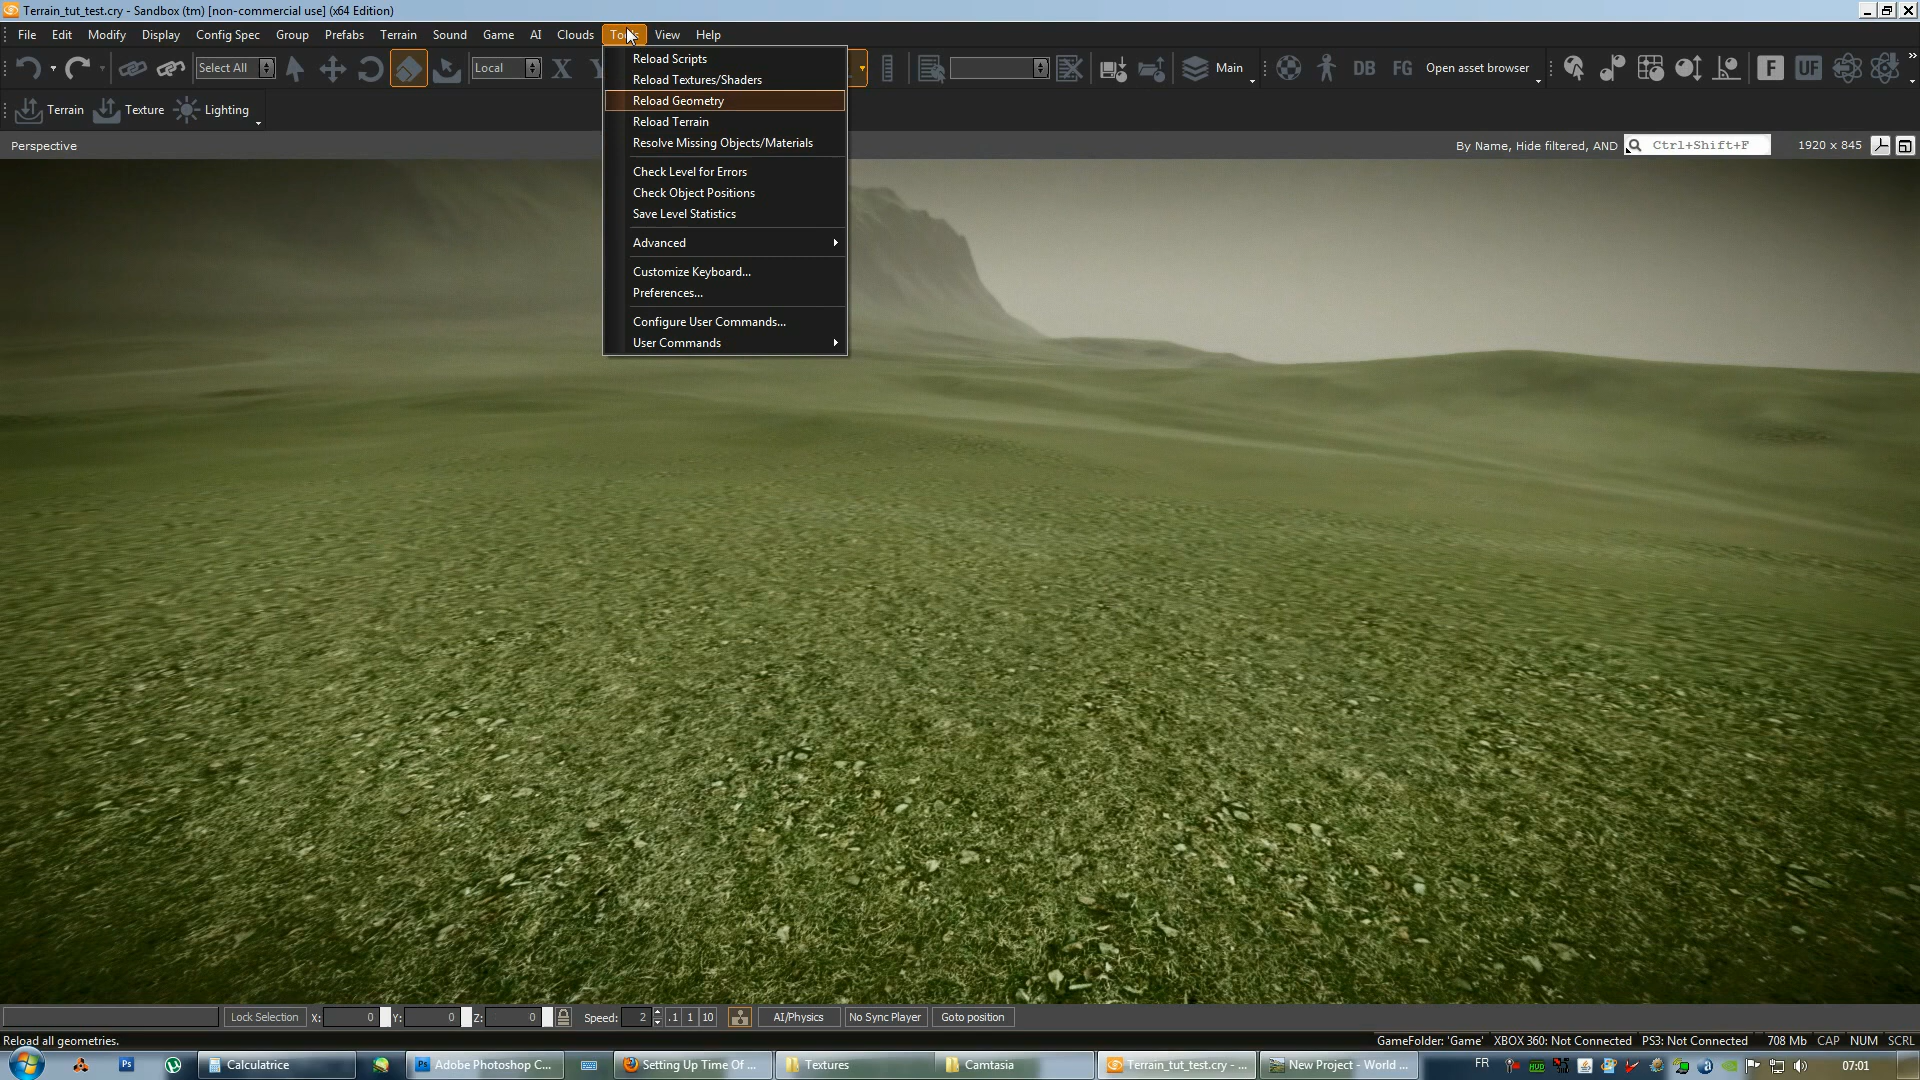 Terrain_tut_test.cry - Sandbox (tm) [non-commercial use] (x64 Edition)
File Edit Modify Display Config Spec Group Prefabs Terrain Sound Game AI Clouds Tools View Help
Select All Local X Main DB FG Open asset browser F UF
Terrain Texture Lighting
Perspective By Name, Hide filtered, AND Ctrl+Shift+F 1920 x 845
Reload Scripts
Reload Textures/Shaders
Reload Geometry
Reload Terrain
Resolve Missing Objects/Materials
Check Level for Errors
Check Object Positions
Save Level Statistics
Advanced
Customize Keyboard...
Preferences...
Configure User Commands...
User Commands
Lock Selection X: 0 Y: 0 Z: 0 Speed: 2 .1 1 10 AI/Physics No Sync Player Goto position
Reload all geometries. GameFolder: 'Game' XBOX 360: Not Connected PS3: Not Connected 708 Mb CAP NUM SCRL
Ps Calculatrice Ps Adobe Photoshop C... Setting Up Time Of ... Textures Camtasia Terrain_tut_test.cry - ... New Project - World ... FR 07:01